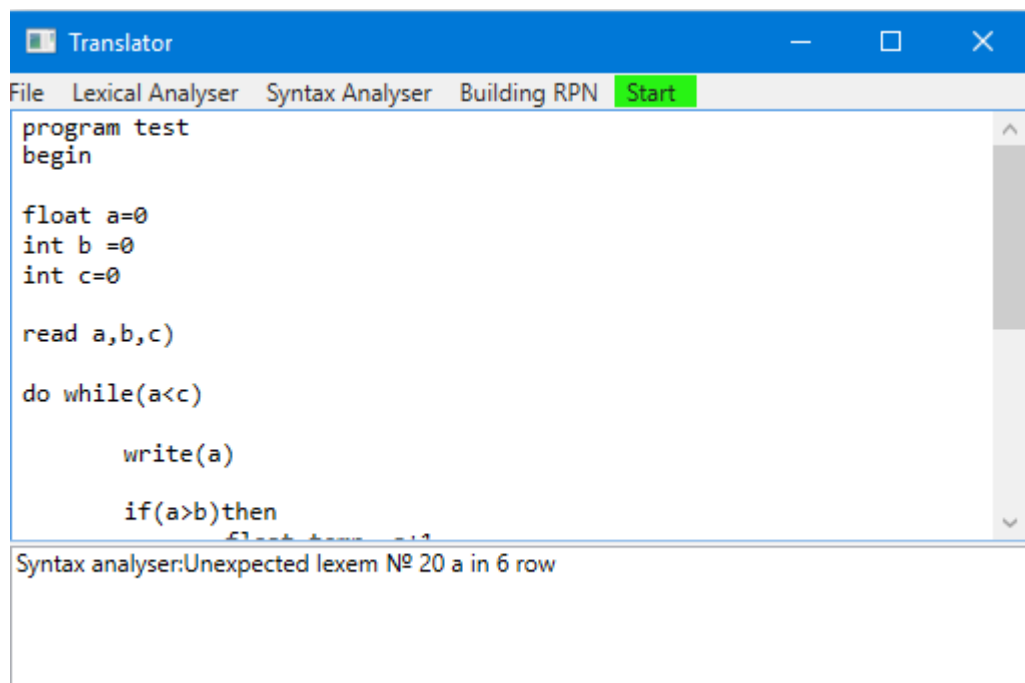 Translator
File Lexical Analyser Syntax Analyser Building RPN Start
program test
begin
float a=0
int b =0
int c=0
read a,b,c)
do while(a<c)
write(a)
if(a>b)then
Syntax analyser:Unexpected lexem № 20 a in 6 row